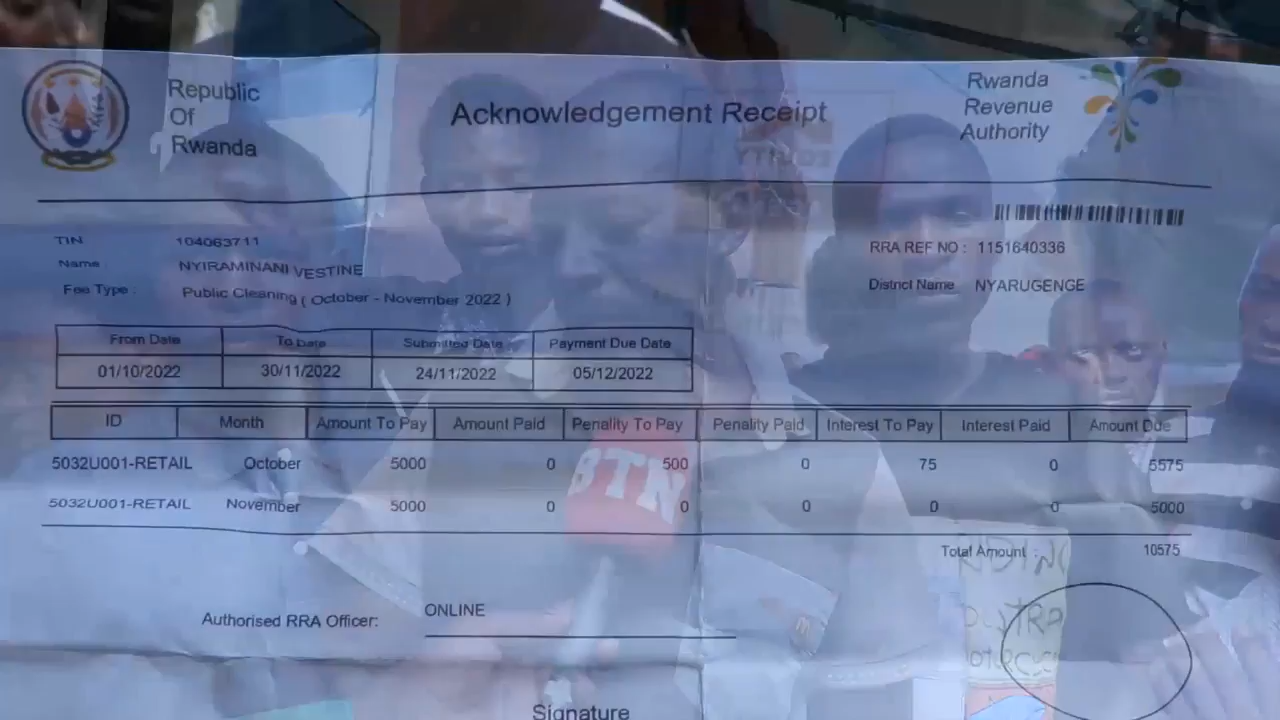 Republic
Of
Rwanda
Acknowledgement Receipt
Rwanda
Revenue
Authority
TIN 104063711
Name NYIRAMINANI VESTINE
Fee Type : Public Cleaning ( October - November 2022 )
RRA REF NO : 1151640336
District Name NYARUGENGE
From Date To Date Submitted Date Payment Due Date
01/10/2022 30/11/2022 24/11/2022 05/12/2022
ID Month Amount To Pay Amount Paid Penality To Pay Penality Paid Interest To Pay Interest Paid Amount Due
5032U001-RETAIL October 5000 0 500 0 75 0 5575
5032U001-RETAIL November 5000 0 0 0 0 0 5000
BTN
Total Amount : 10575
Authorised RRA Officer: ONLINE
Signature